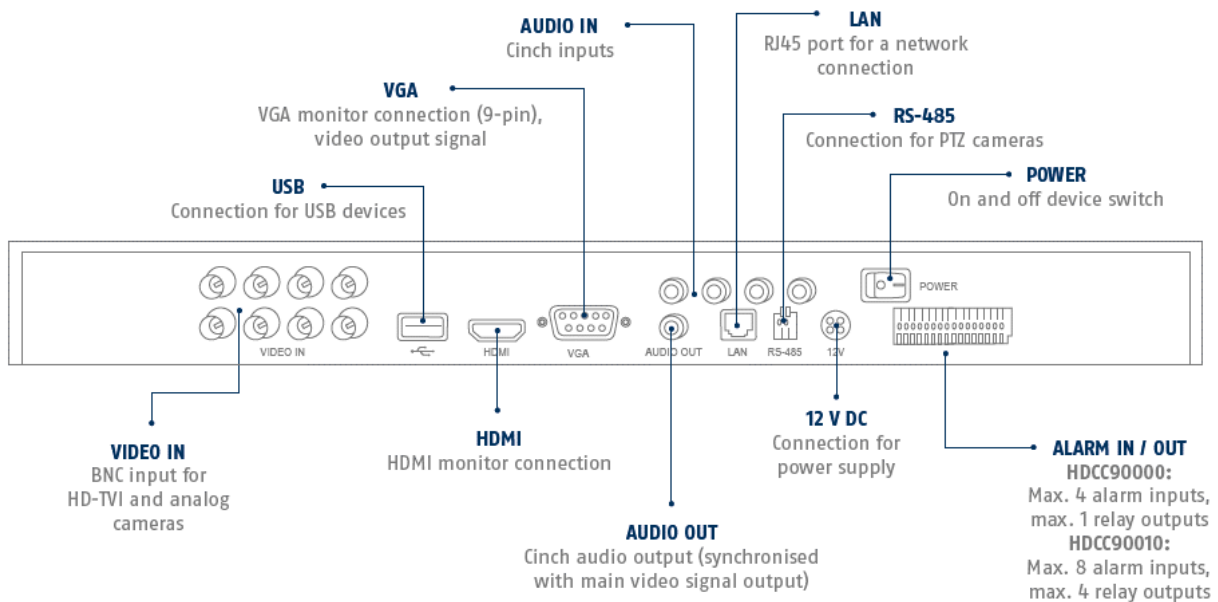 AUDIO IN
Cinch inputs
LAN
RJ45 port for a network
connection
VGA
VGA monitor connection (9-pin),
video output signal
RS-485
Connection for PTZ cameras
USB
Connection for USB devices
POWER
On and off device switch
POWER
VIDEO IN
HDMI
VGA
AUDIO OUT
LAN
RS-485
12V
VIDEO IN
BNC input for
HD-TVI and analog
cameras
HDMI
HDMI monitor connection
AUDIO OUT
Cinch audio output (synchronised
with main video signal output)
12 V DC
Connection for
power supply
ALARM IN / OUT
HDCC90000:
Max. 4 alarm inputs,
max. 1 relay outputs
HDCC90010:
Max. 8 alarm inputs,
max. 4 relay outputs